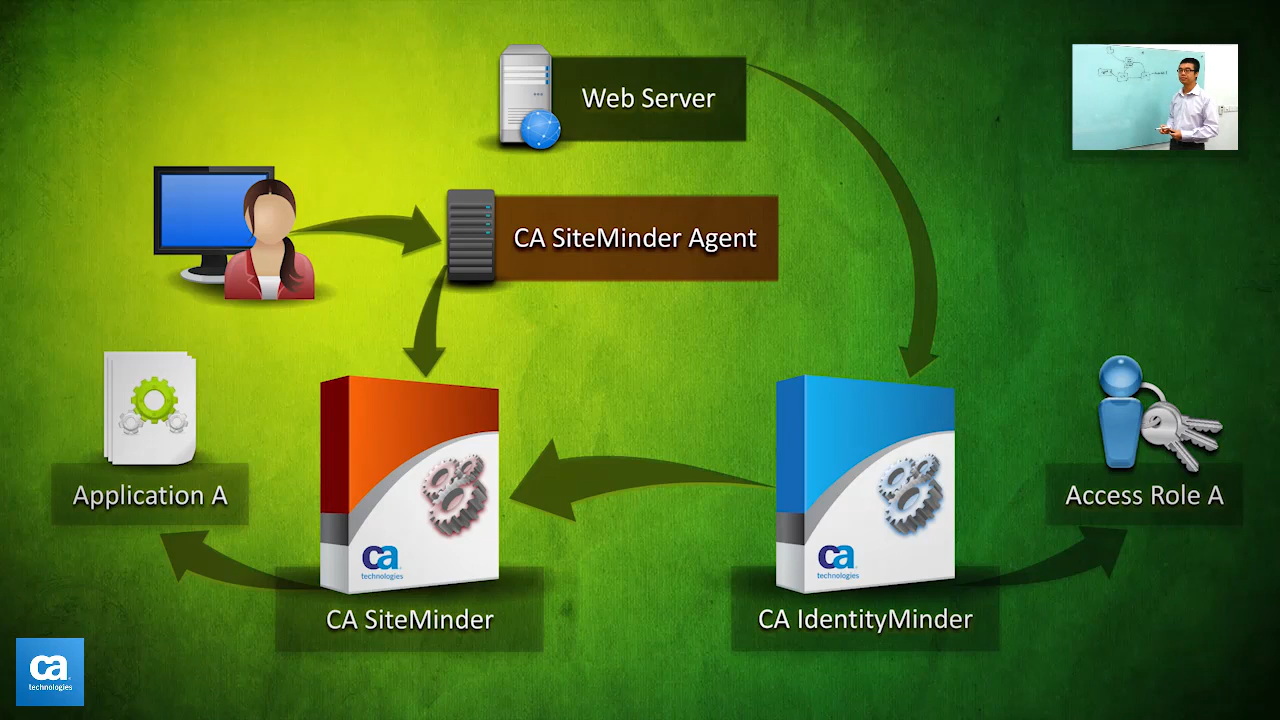 Web Server
CA SiteMinder Agent
Application A
Access Role A
ca
technologies
ca
technologies
CA SiteMinder
CA IdentityMinder
ca
technologies